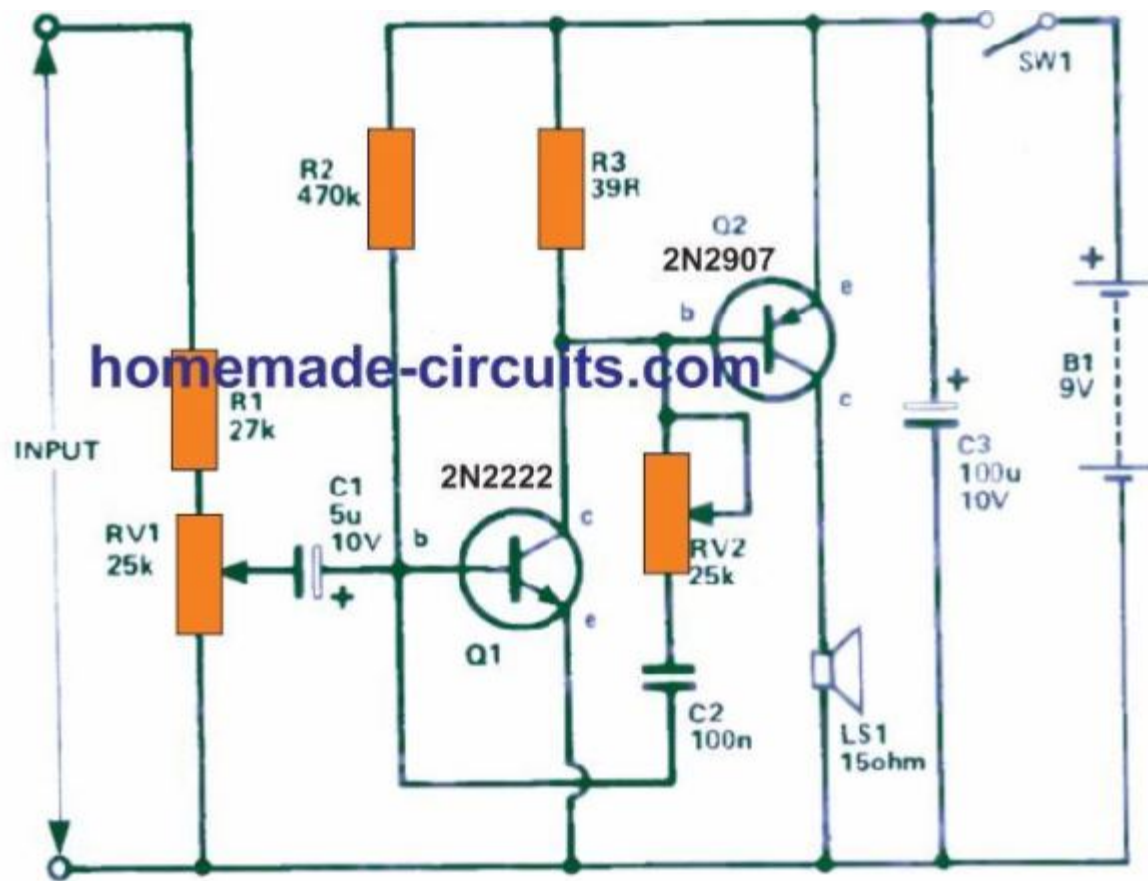 SW1
R2
470k
R3
39R
Q2
2N2907
e
b
c
homemade-circuits.com
R1
27k
INPUT
B1
9V
+
+
2N2222
C1
5u
10V
b
c
+
e
Q1
RV1
25k
RV2
25k
C3
100u
10V
C2
100n
LS1
15ohm